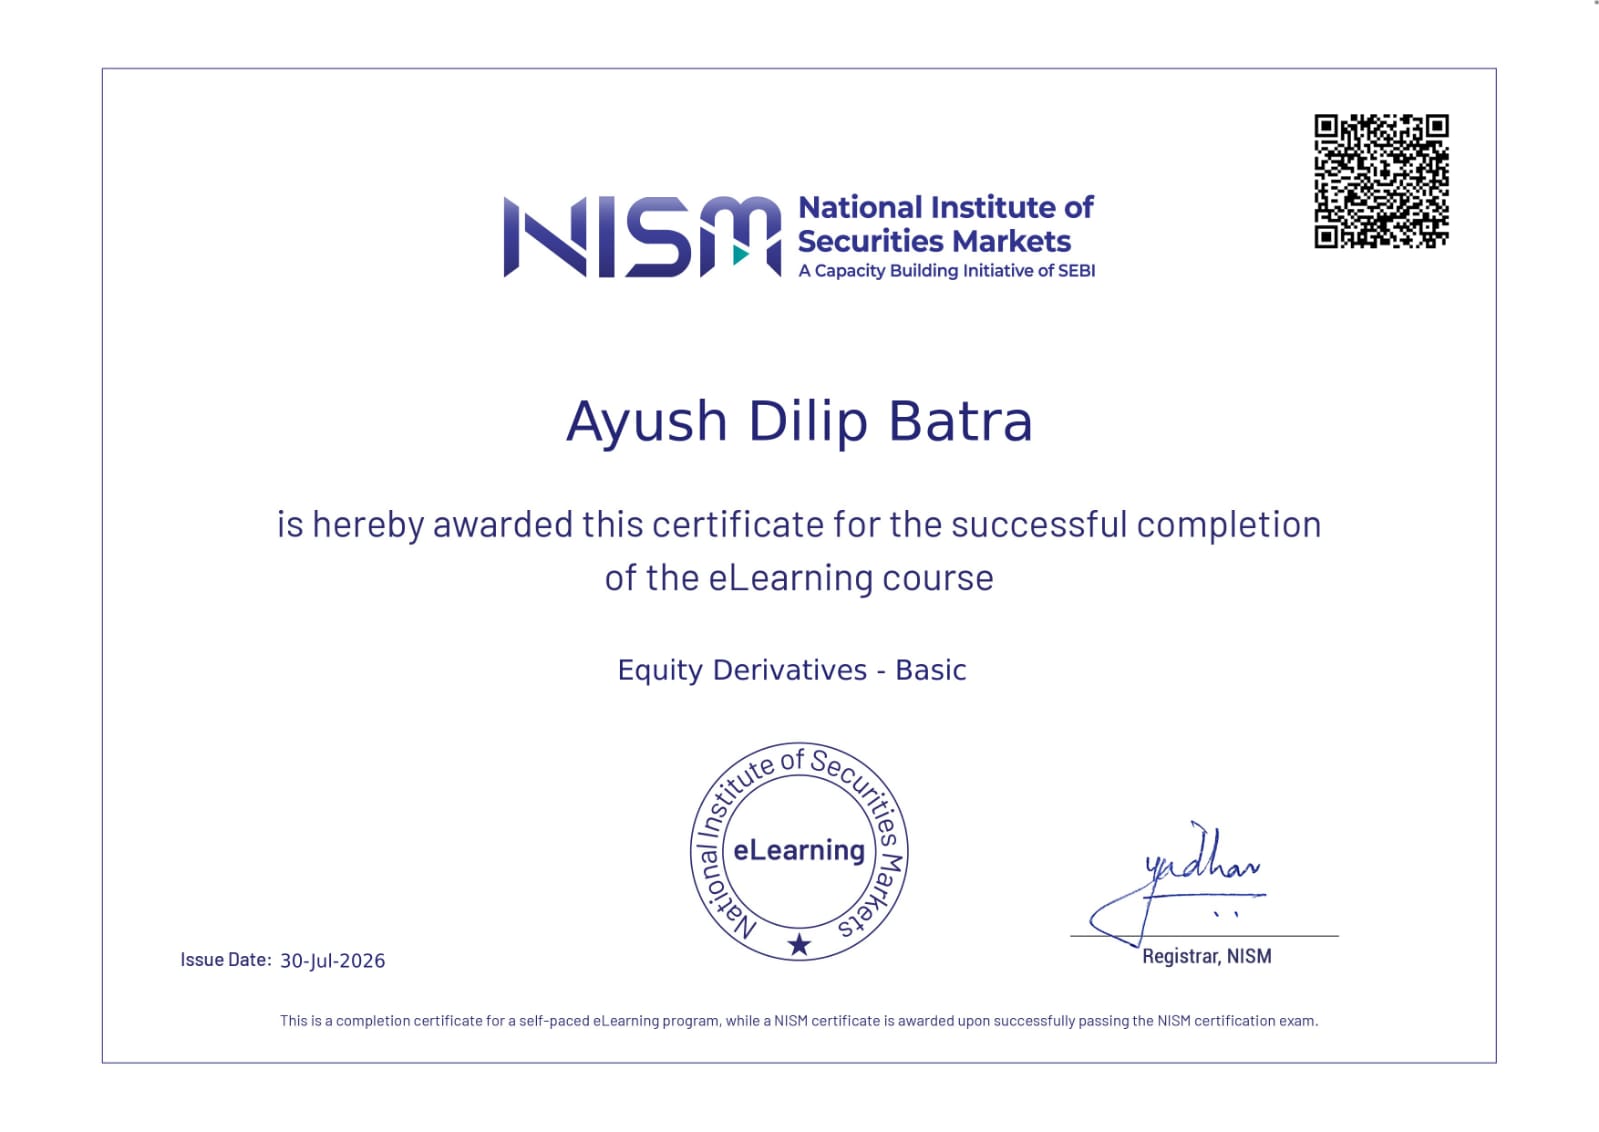 NISM
National Institute of
Securities Markets
A Capacity Building Initiative of SEBI
Ayush Dilip Batra
is hereby awarded this certificate for the successful completion
of the eLearning course
Equity Derivatives - Basic
National Institute of Securities Markets
eLearning
Issue Date: 30-Jul-2026
Registrar, NISM
This is a completion certificate for a self-paced eLearning program, while a NISM certificate is awarded upon successfully passing the NISM certification exam.